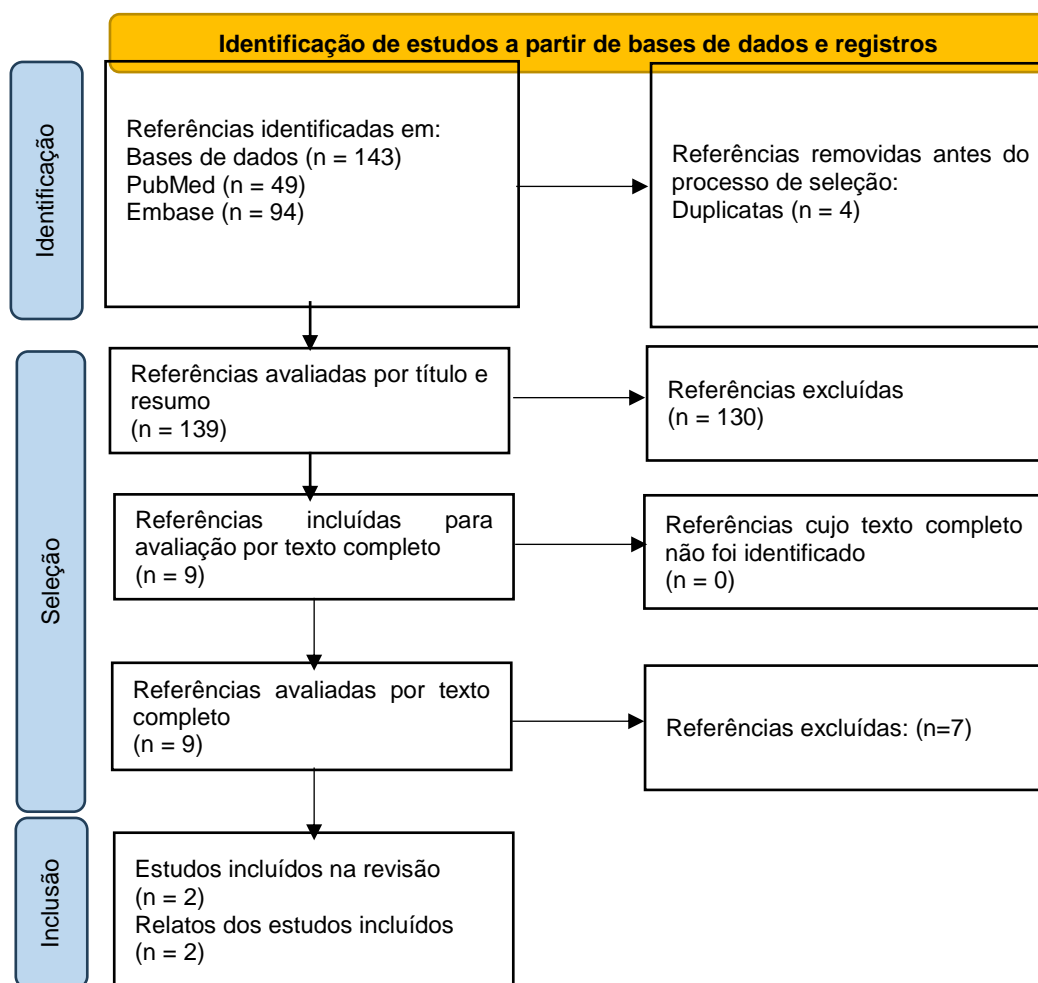 Identificação de estudos a partir de bases de dados e registros
Identificação
Referências identificadas em:
Bases de dados (n = 143)
PubMed (n = 49)
Embase (n = 94)
Referências removidas antes do
processo de seleção:
Duplicatas (n = 4)
Seleção
Referências avaliadas por título e
resumo
(n = 139)
Referências excluídas
(n = 130)
Referências incluídas para
avaliação por texto completo
(n = 9)
Referências cujo texto completo
não foi identificado
(n = 0)
Referências avaliadas por texto
completo
(n = 9)
Referências excluídas: (n=7)
Inclusão
Estudos incluídos na revisão
(n = 2)
Relatos dos estudos incluídos
(n = 2)